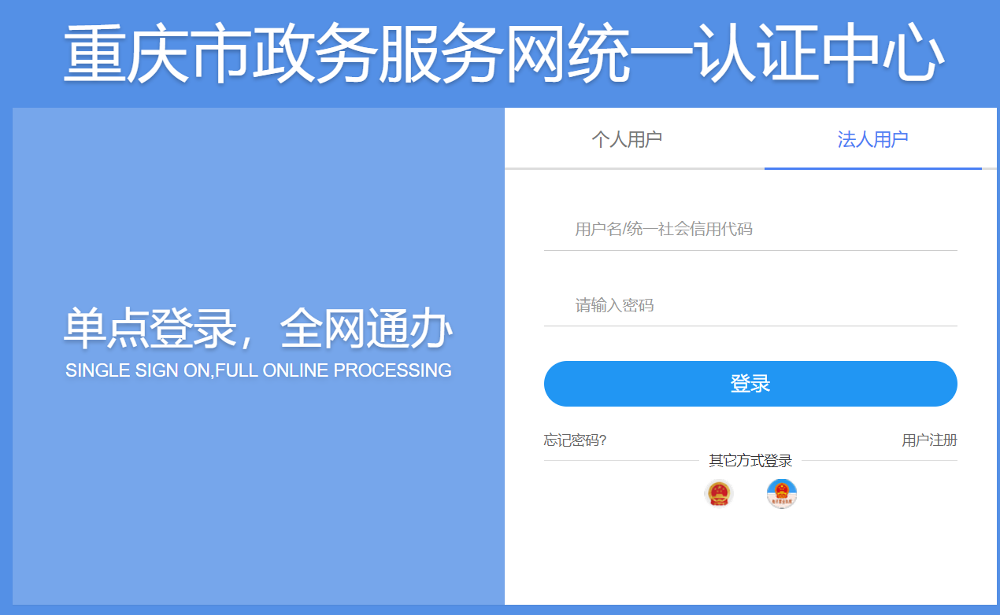 重庆市政务服务网统一认证中心
个人用户
法人用户
用户名/统一社会信用代码
请输入密码
单点登录，全网通办
SINGLE SIGN ON,FULL ONLINE PROCESSING
登录
忘记密码?
用户注册
其它方式登录